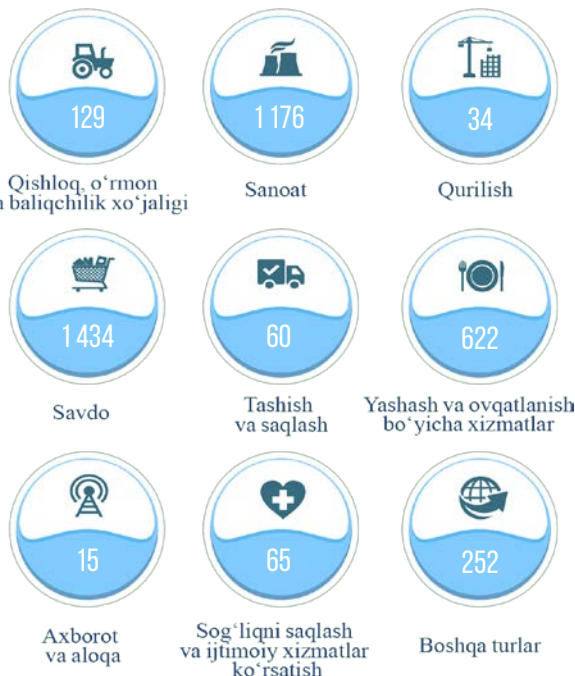 129
1 176
34
Qishloq, o‘rmon
baliqchilik xo‘jaligi
Sanoat
Qurilish
1 434
60
622
Savdo
Tashish
va saqlash
Yashash va ovqatlanish
bo‘yicha xizmatlar
15
65
252
Axborot
va aloqa
Sog‘liqni saqlash
va ijtimoiy xizmatlar
ko‘rsatish
Boshqa turlar